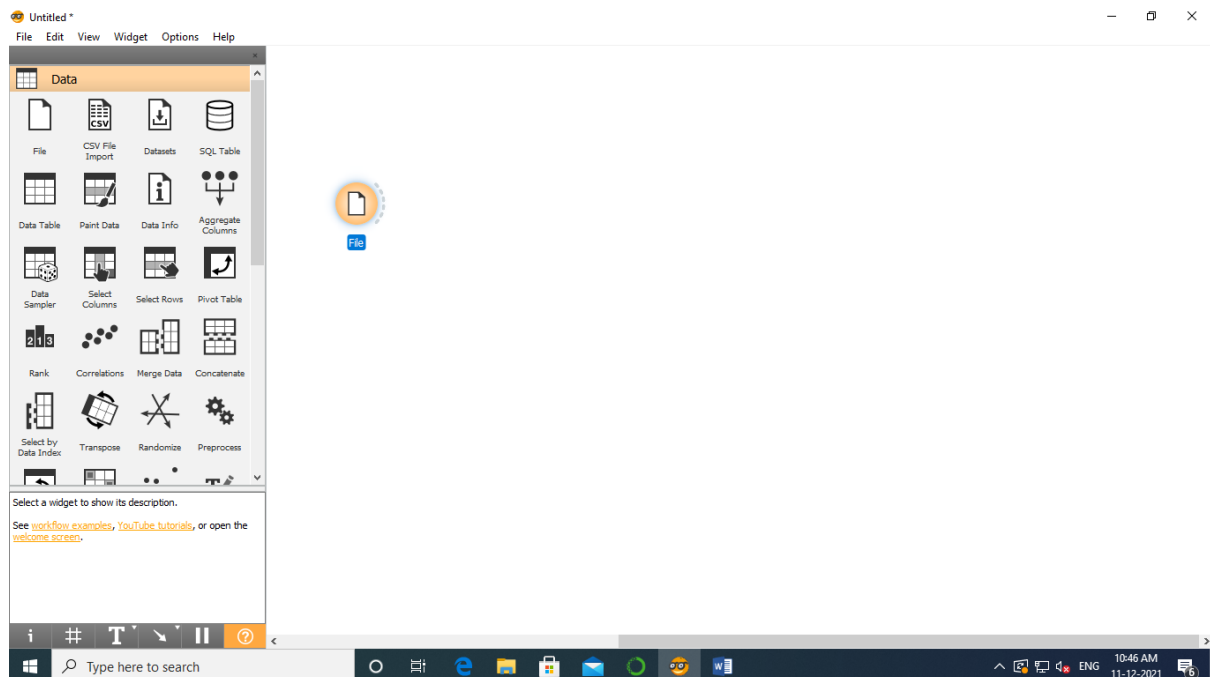 Untitled *
File Edit View Widget Options Help
Data
File
CSV File Import
Datasets
SQL Table
Data Table
Paint Data
Data Info
Aggregate Columns
Data Sampler
Select Columns
Select Rows
Pivot Table
Rank
Correlations
Merge Data
Concatenate
Select by Data Index
Transpose
Randomize
Preprocess
File
Select a widget to show its description.
See workflow examples, YouTube tutorials, or open the
welcome screen.
Type here to search
ENG
10:46 AM
11-12-2021
6